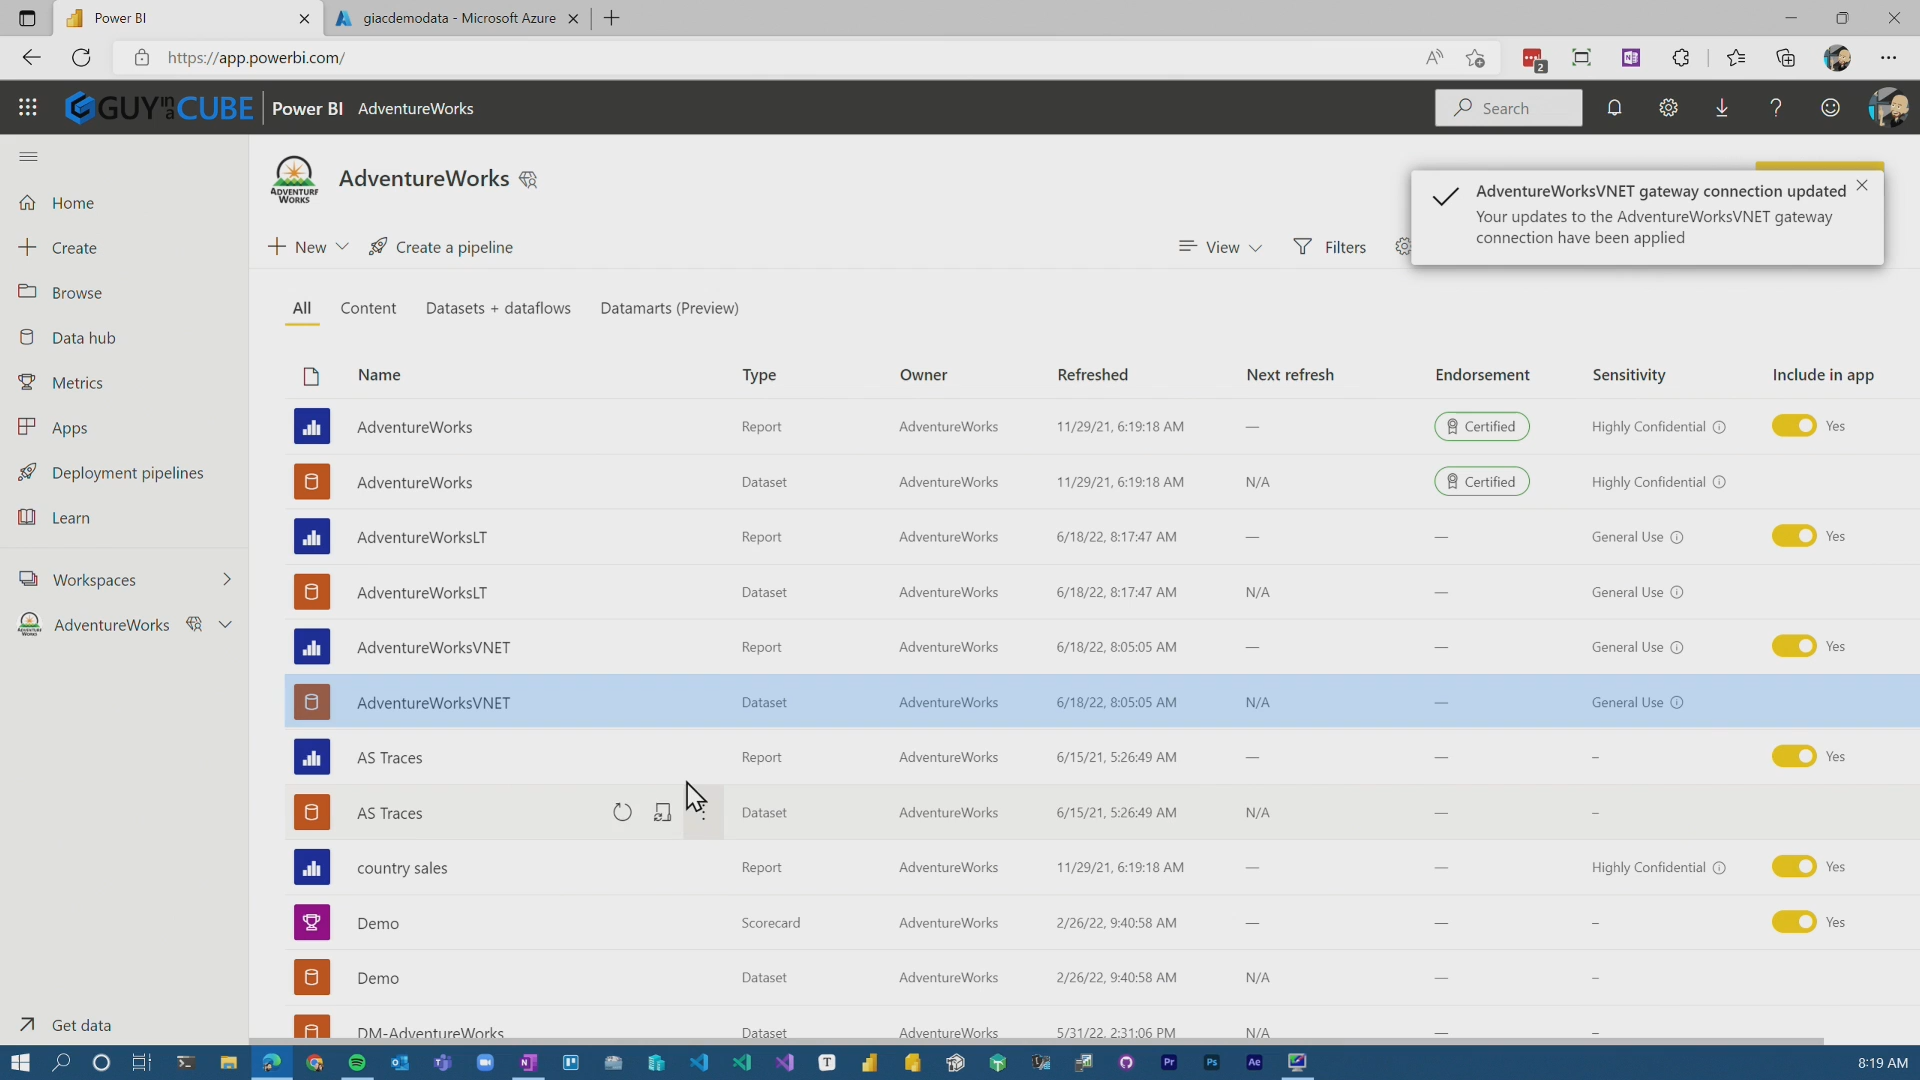 Power BI
giacdemodata - Microsoft Azure
https://app.powerbi.com/
2
GUY in a CUBE
Power BI AdventureWorks
Search
AdventureWorks
ADVENTURE WORKS
AdventureWorksVNET gateway connection updated
Your updates to the AdventureWorksVNET gateway
connection have been applied
New
Create a pipeline
View
Filters
Home
Create
Browse
Data hub
Metrics
Apps
Deployment pipelines
Learn
Workspaces
AdventureWorks
Get data
All Content Datasets + dataflows Datamarts (Preview)
Name Type Owner Refreshed Next refresh Endorsement Sensitivity Include in app
AdventureWorks Report AdventureWorks 11/29/21, 6:19:18 AM — Certified Highly Confidential Yes
AdventureWorks Dataset AdventureWorks 11/29/21, 6:19:18 AM N/A Certified Highly Confidential
AdventureWorksLT Report AdventureWorks 6/18/22, 8:17:47 AM — — General Use Yes
AdventureWorksLT Dataset AdventureWorks 6/18/22, 8:17:47 AM N/A — General Use
AdventureWorksVNET Report AdventureWorks 6/18/22, 8:05:05 AM — — General Use Yes
AdventureWorksVNET Dataset AdventureWorks 6/18/22, 8:05:05 AM N/A — General Use
AS Traces Report AdventureWorks 6/15/21, 5:26:49 AM — — – Yes
AS Traces Dataset AdventureWorks 6/15/21, 5:26:49 AM N/A — –
country sales Report AdventureWorks 11/29/21, 6:19:18 AM — — Highly Confidential Yes
Demo Scorecard AdventureWorks 2/26/22, 9:40:58 AM — — – Yes
Demo Dataset AdventureWorks 2/26/22, 9:40:58 AM N/A — –
DM-AdventureWorks Dataset AdventureWorks 5/31/22, 2:31:06 PM N/A — –
8:19 AM